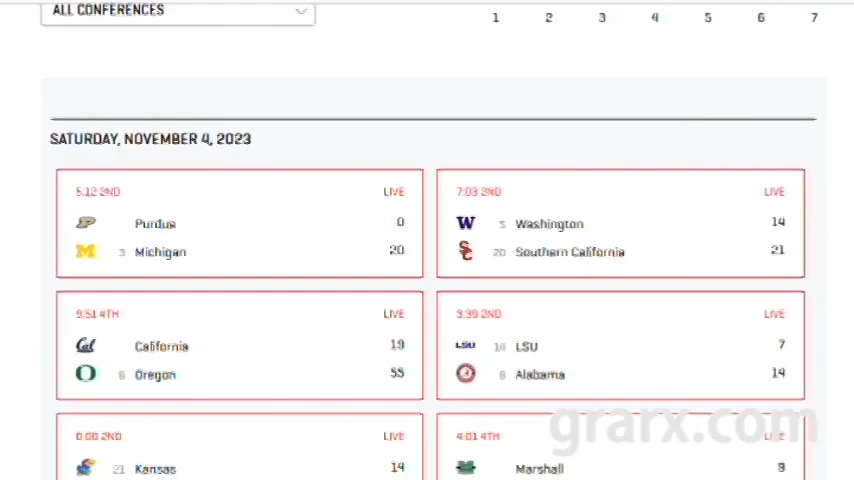 ALL CONFERENCES
1 2 3 4 5 6 7
SATURDAY, NOVEMBER 4, 2023
5:12 2ND LIVE
Purdue 0
3 Michigan 20
7:03 2ND LIVE
5 Washington 14
20 Southern California 21
9:51 4TH LIVE
Cal California 19
6 Oregon 55
3:39 2ND LIVE
LSU 14 LSU 7
8 Alabama 14
0:00 2ND LIVE
21 Kansas 14
4:01 4TH LIVE
Marshall 9
grarx.com